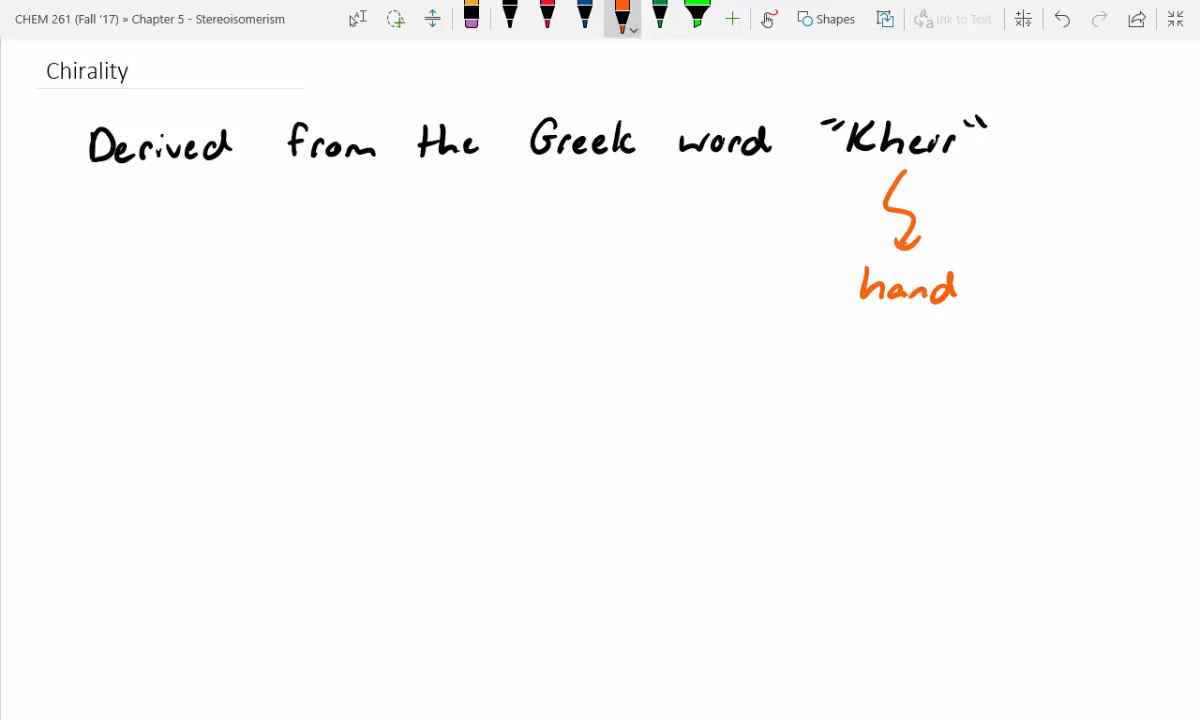 CHEM 261 (Fall '17) » Chapter 5 - Stereoisomerism
Shapes
Ink to Text
Chirality
Derived from the Greek word "Kheir"
hand